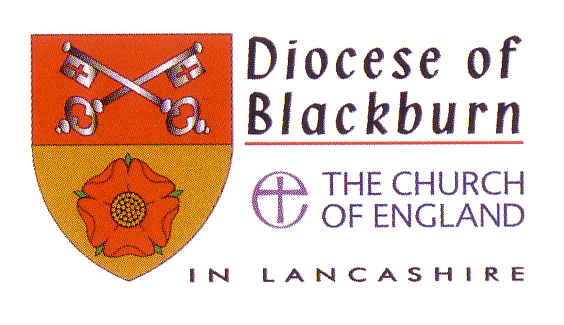 Diocese of
Blackburn
THE CHURCH
OF ENGLAND
IN LANCASHIRE